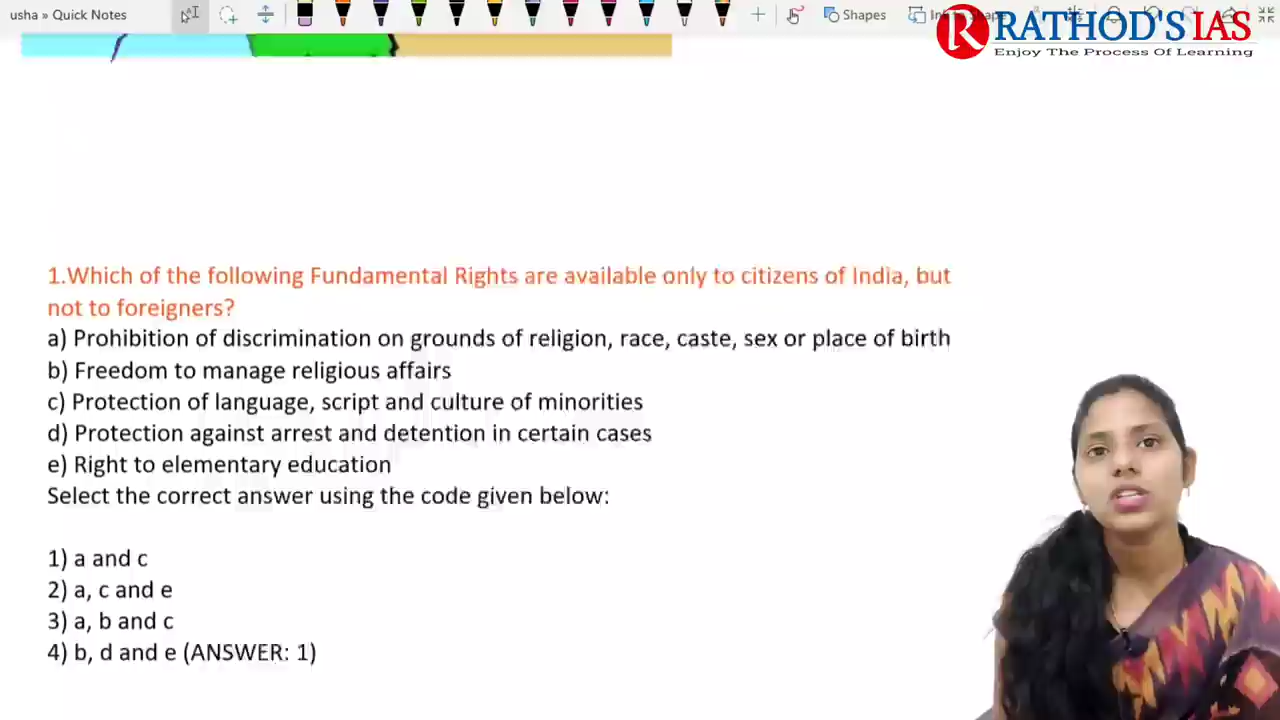 usha » Quick Notes
Shapes
RATHOD'S IAS
Enjoy The Process Of Learning
1.Which of the following Fundamental Rights are available only to citizens of India, but
not to foreigners?
a) Prohibition of discrimination on grounds of religion, race, caste, sex or place of birth
b) Freedom to manage religious affairs
c) Protection of language, script and culture of minorities
d) Protection against arrest and detention in certain cases
e) Right to elementary education
Select the correct answer using the code given below:
1) a and c
2) a, c and e
3) a, b and c
4) b, d and e (ANSWER: 1)